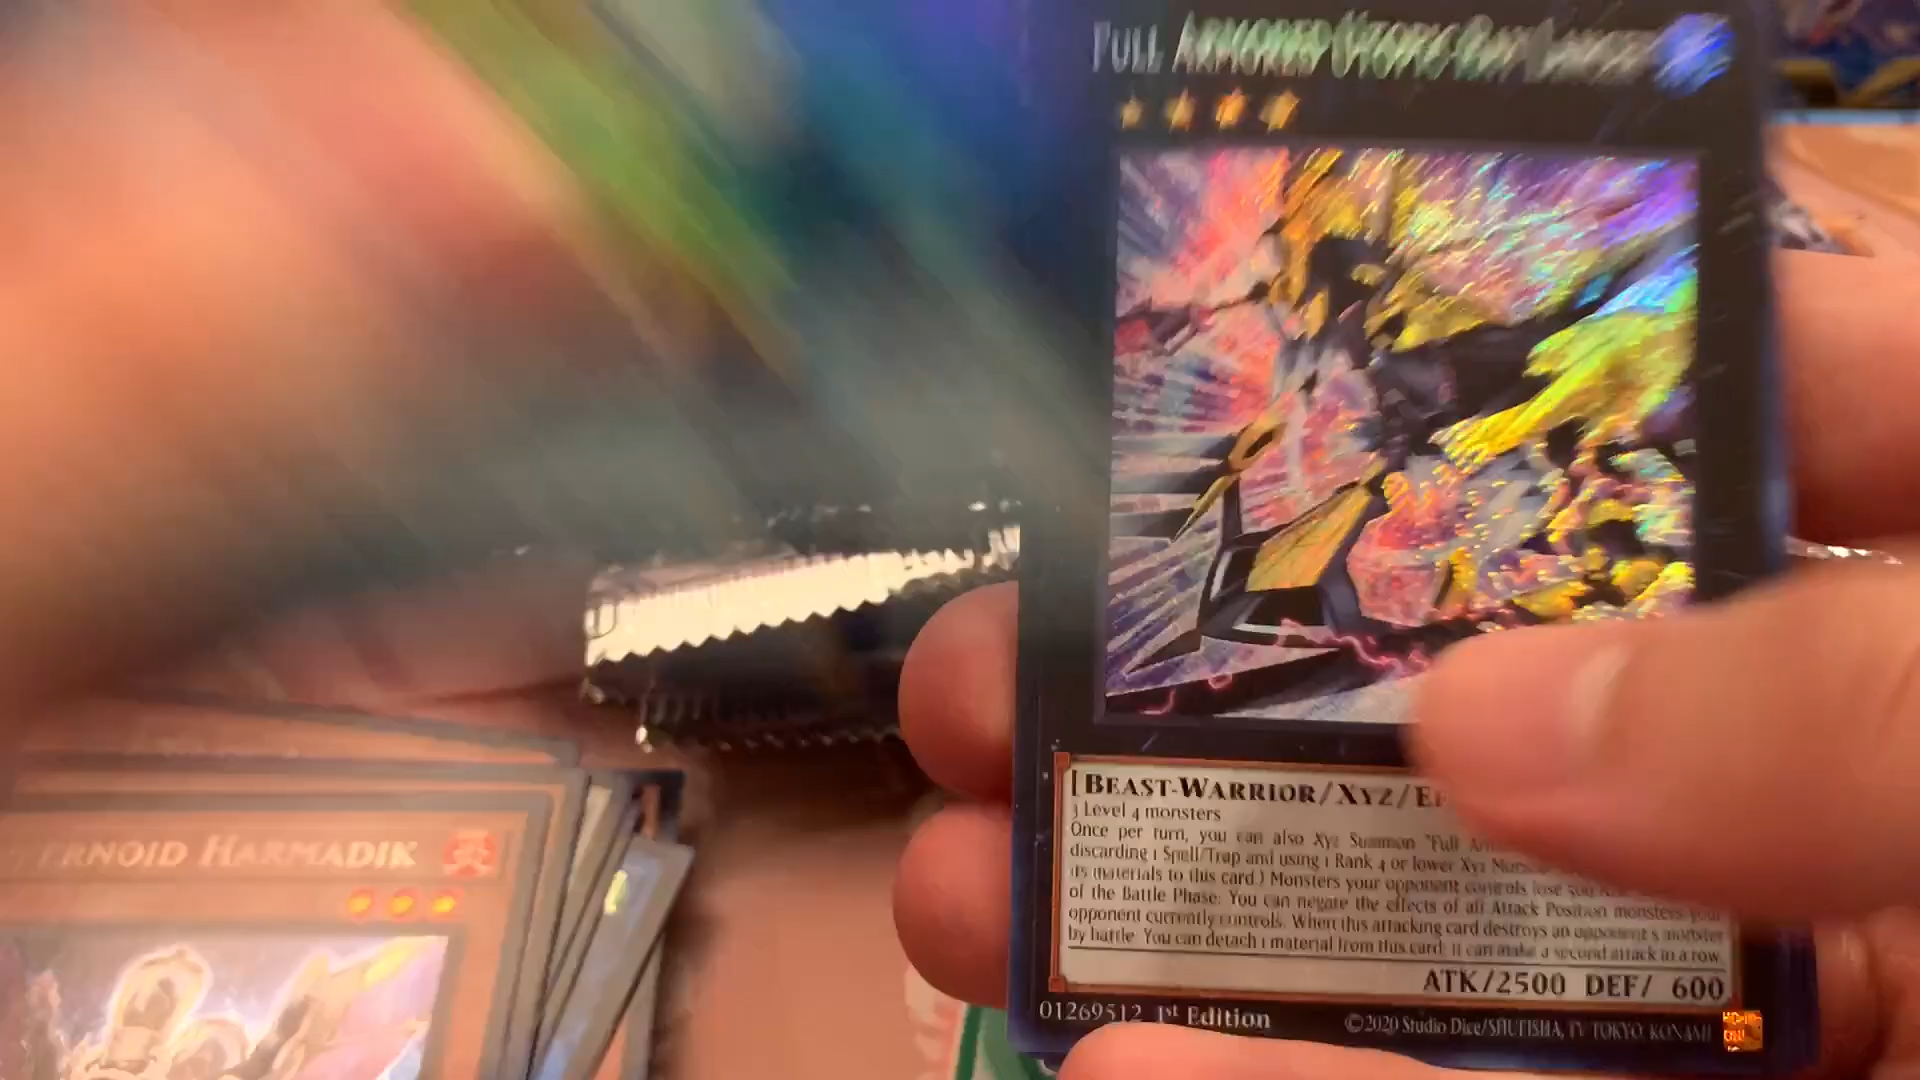 FULL ARMORED UTOPIC RAY LANCER
[BEAST-WARRIOR/XYZ/EF
3 Level 4 monsters
Once per turn, you can also Xyz Summon "Full Arm
discarding 1 Spell/Trap and using 1 Rank 4 or lower Xyz
its materials to this card.) Monsters your opponent controls lose 500
of the Battle Phase: You can negate the effects of all Attack Position monsters your
opponent currently controls. When this attacking card destroys an opponent's monster
by battle: You can detach 1 material from this card; it can make a second attack in a row.
ATK/2500 DEF/ 600
01269512 1st Edition
©2020 Studio Dice/SHUEISHA, TV TOKYO, KONAMI
ERNOID HARMADIK